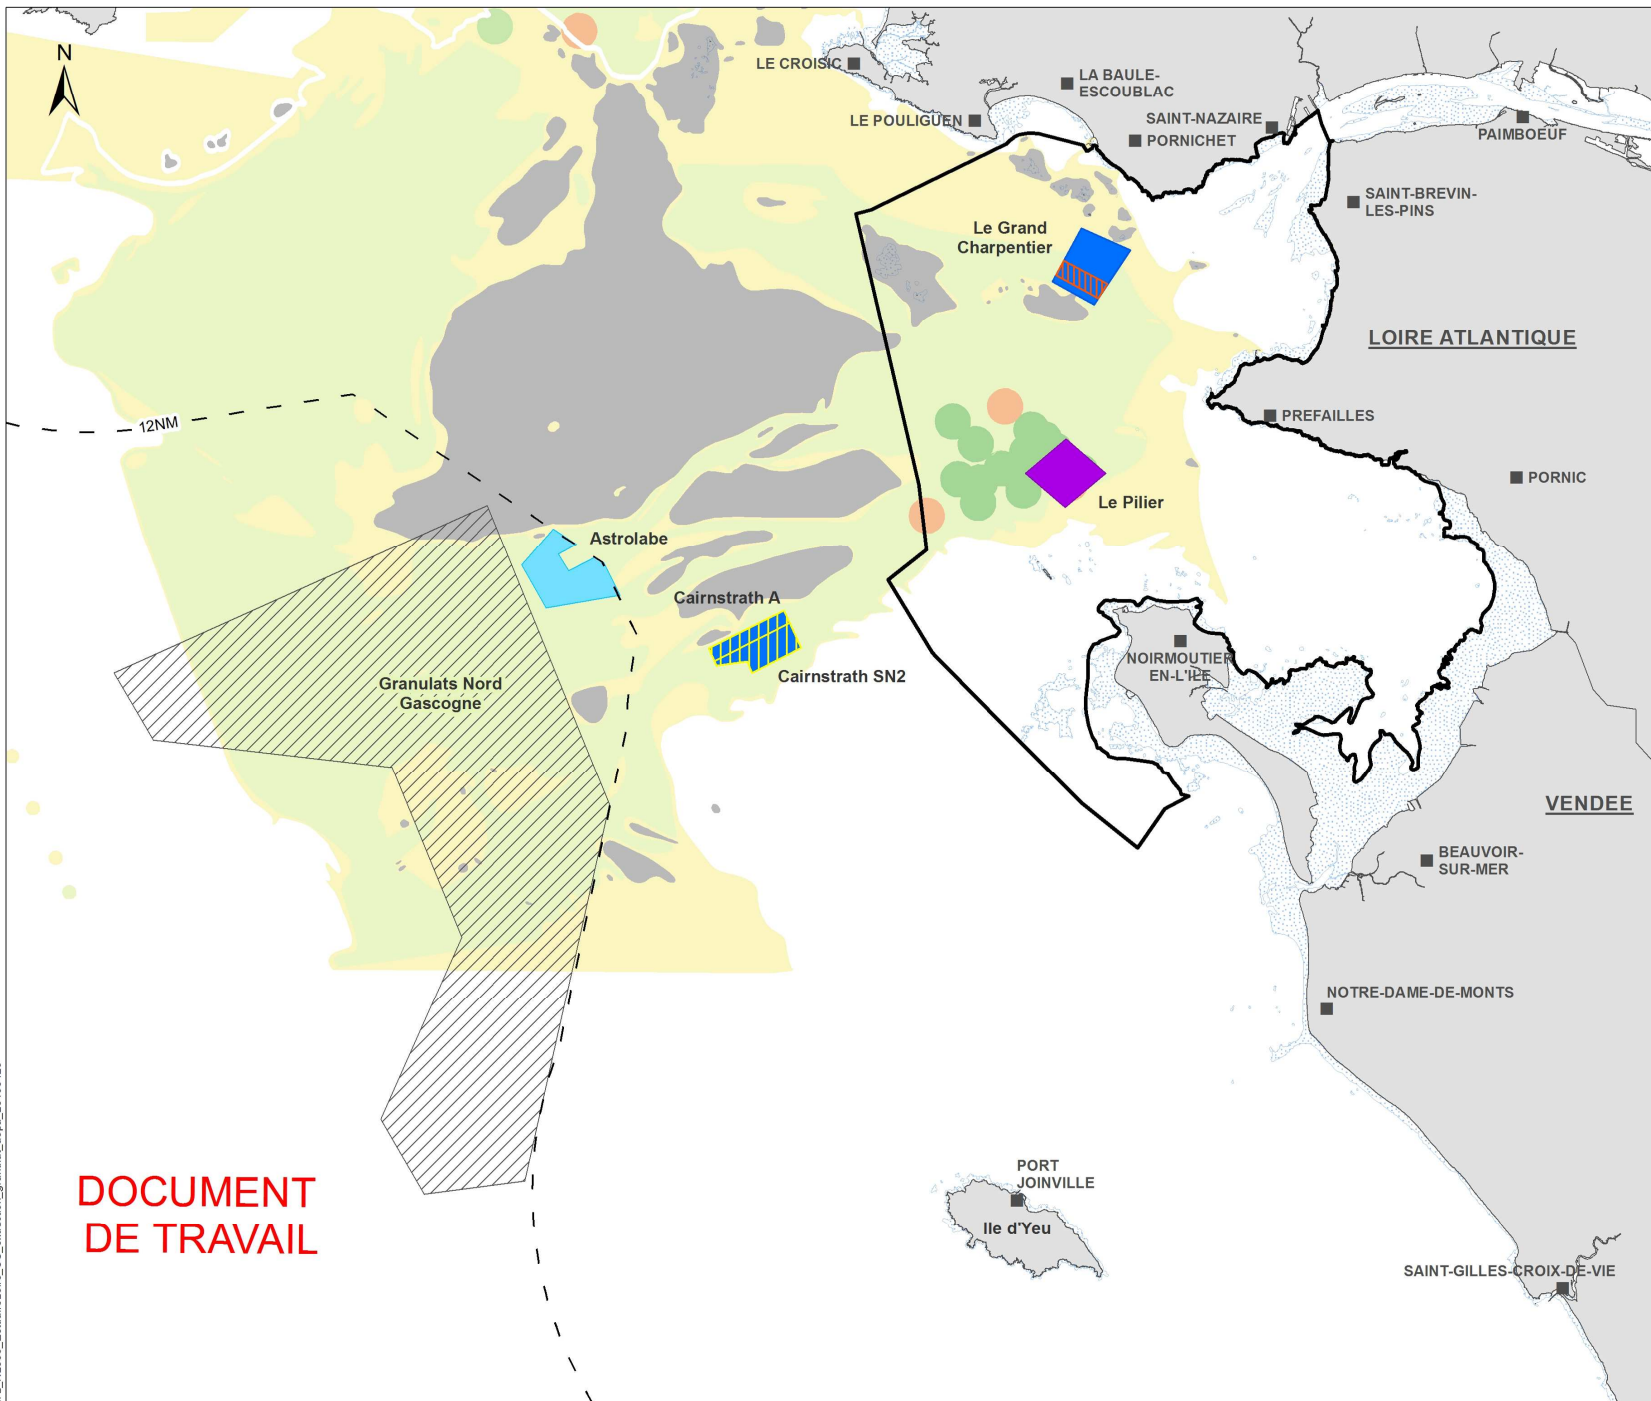 N
LE CROISIC
LA BAULE-
ESCOUBLAC
LE POULIGUEN
SAINT-NAZAIRE
PORNICHET
PAIMBOEUF
SAINT-BREVIN-
LES-PINS
Le Grand
Charpentier
LOIRE ATLANTIQUE
12NM
PREFAILLES
PORNIC
Le Pilier
Astrolabe
Cairnstrath A
NOIRMOUTIER
EN-L'ILE
Cairnstrath SN2
Granulats Nord
Gascogne
VENDEE
BEAUVOIR-
SUR-MER
NOTRE-DAME-DE-MONTS
DOCUMENT
DE TRAVAIL
PORT
JOINVILLE
Ile d'Yeu
SAINT-GILLES-CROIX-DE-VIE